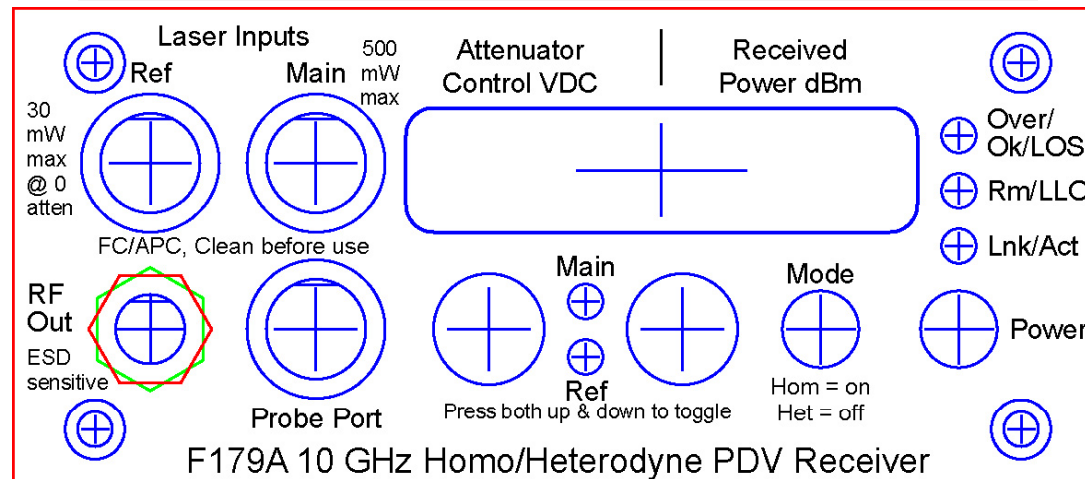 Laser Inputs
Ref
Main
500
mW
max
30
mW
max
@ 0
atten
FC/APC, Clean before use
Attenuator
Control VDC
Received
Power dBm
Over/
Ok/LOS
Rm/LLO
Lnk/Act
RF
Out
ESD
sensitive
Probe Port
Main
Ref
Press both up & down to toggle
Mode
Hom = on
Het = off
Power
F179A 10 GHz Homo/Heterodyne PDV Receiver